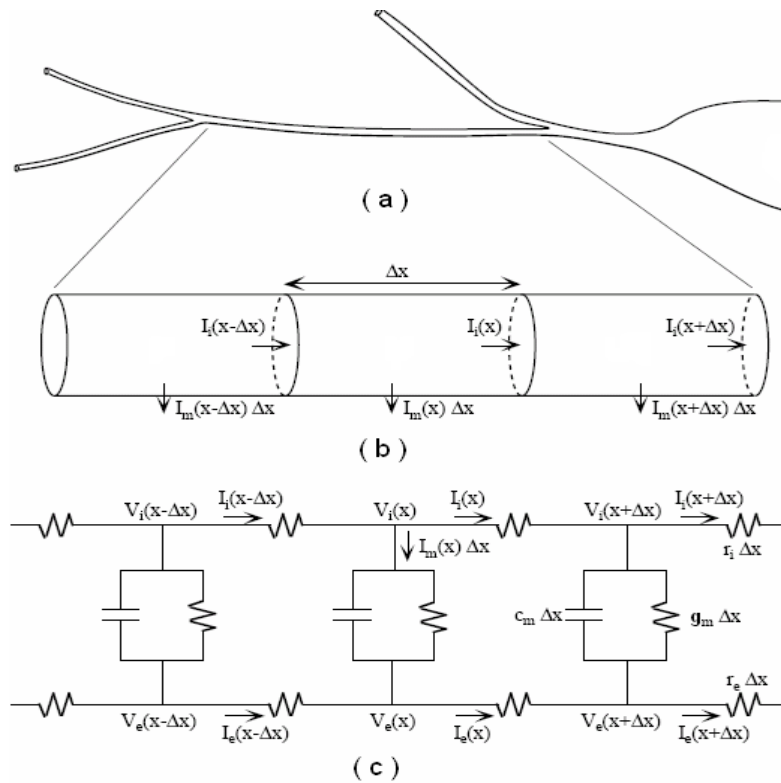 ( a )
Δx
I_i(x-Δx) I_i(x) I_i(x+Δx)
I_m(x-Δx) Δx I_m(x) Δx I_m(x+Δx) Δx
( b )
V_i(x-Δx) I_i(x-Δx) V_i(x) I_i(x) V_i(x+Δx) I_i(x+Δx)
I_m(x) Δx r_i Δx
c_m Δx g_m Δx
r_e Δx
V_e(x-Δx) I_e(x-Δx) V_e(x) I_e(x) V_e(x+Δx) I_e(x+Δx)
( c )